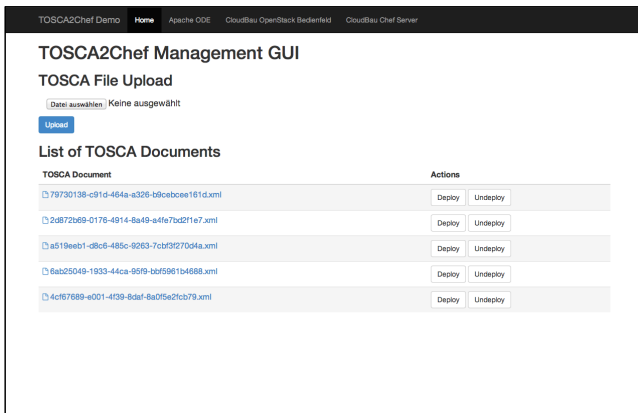 TOSCA2Chef Demo Home Apache ODE CloudBau OpenStack Bedienfeld CloudBau Chef Server
TOSCA2Chef Management GUI
TOSCA File Upload
Datei auswählen Keine ausgewählt
Upload
List of TOSCA Documents
TOSCA Document Actions
79730138-c91d-464a-a326-b9cebcee161d.xml Deploy Undeploy
2d872b69-0176-4914-8a49-a4fe7bd2f1e7.xml Deploy Undeploy
a519eeb1-d8c6-485c-9263-7cbf3f270d4a.xml Deploy Undeploy
6ab25049-1933-44ca-95f9-bbf5961b4688.xml Deploy Undeploy
4cf67689-e001-4f39-8daf-8a0f5e2fcb79.xml Deploy Undeploy